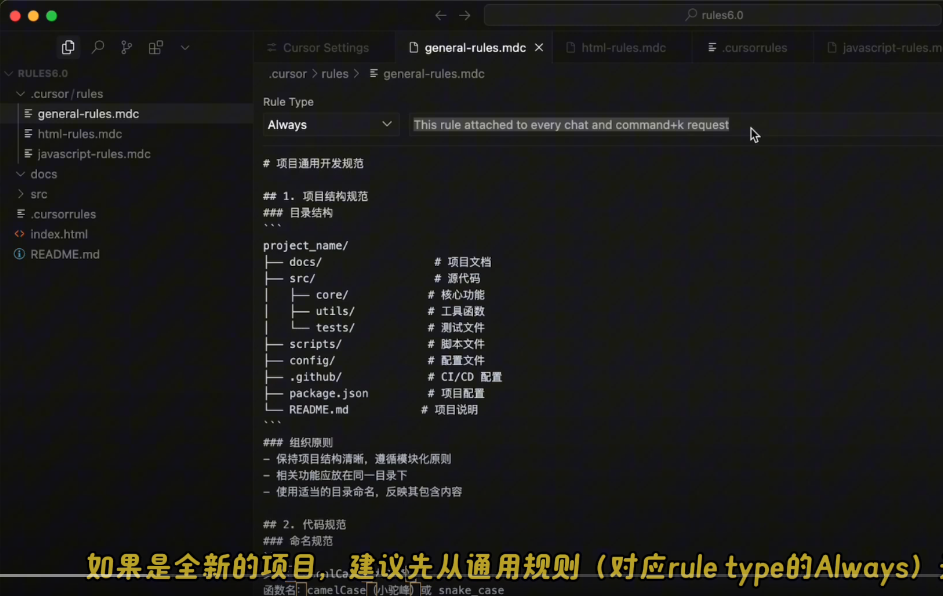 rules6.0
Cursor Settings
general-rules.mdc
html-rules.mdc
.cursorrules
javascript-rules.m
RULES6.0
.cursor/rules
general-rules.mdc
html-rules.mdc
javascript-rules.mdc
docs
src
.cursorrules
index.html
README.md
.cursor > rules > general-rules.mdc
Rule Type
Always
This rule attached to every chat and command+k request
# 项目通用开发规范
## 1. 项目结构规范
### 目录结构
```
project_name/
├── docs/ # 项目文档
├── src/ # 源代码
│ ├── core/ # 核心功能
│ ├── utils/ # 工具函数
│ └── tests/ # 测试文件
├── scripts/ # 脚本文件
├── config/ # 配置文件
├── .github/ # CI/CD 配置
├── package.json # 项目配置
└── README.md # 项目说明
```
### 组织原则
- 保持项目结构清晰，遵循模块化原则
- 相关功能应放在同一目录下
- 使用适当的目录命名，反映其包含内容
## 2. 代码规范
### 命名规范
如果是全新的项目，建议先从通用规则（对应rule type的Always）
函数名：camelCase（小驼峰）或 snake_case